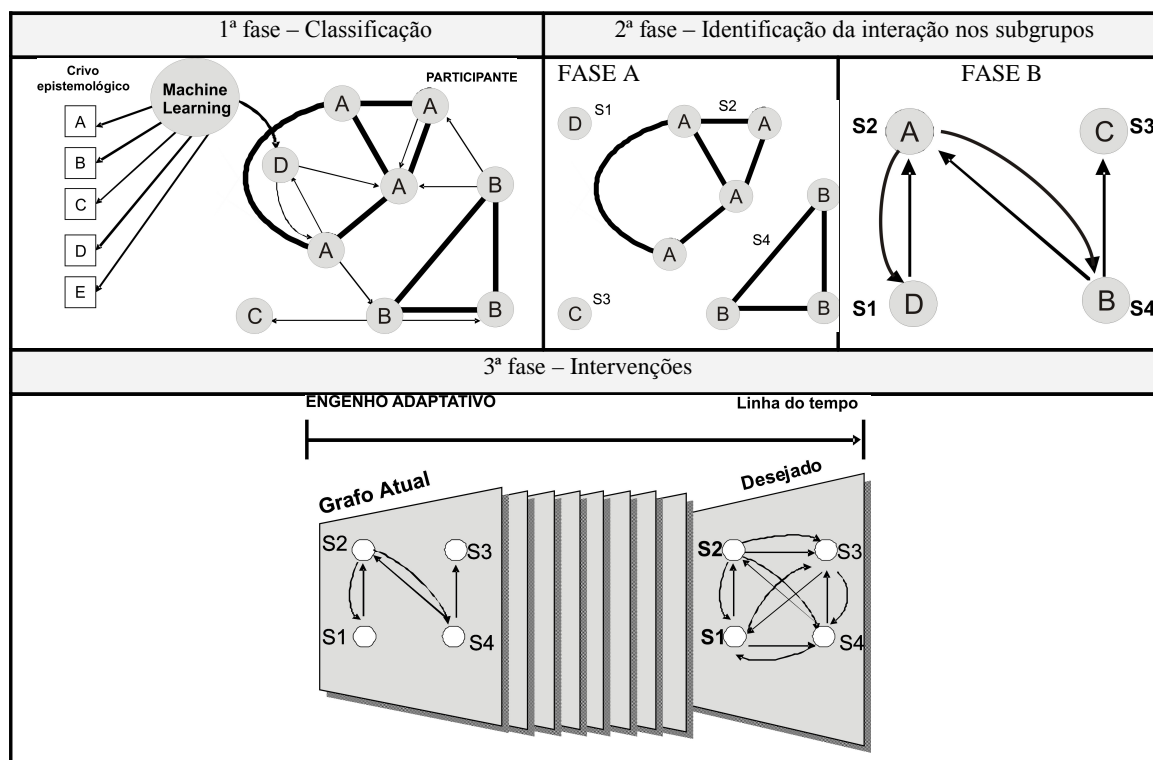 1ª fase – Classificação
Crivo
epistemológico
Machine
Learning
PARTICIPANTE
A
B
C
D
E
A
A
D
A
B
A
C
B
B
2ª fase – Identificação da interação nos subgrupos
FASE A
D S1
S2
A
A
A
B
S4
A
C S3
B
B
FASE B
S2 A
C S3
S1 D
B S4
3ª fase – Intervenções
ENGENHO ADAPTATIVO
Linha do tempo
Grafo Atual
S2
S3
S1
S4
Desejado
S2
S3
S1
S4